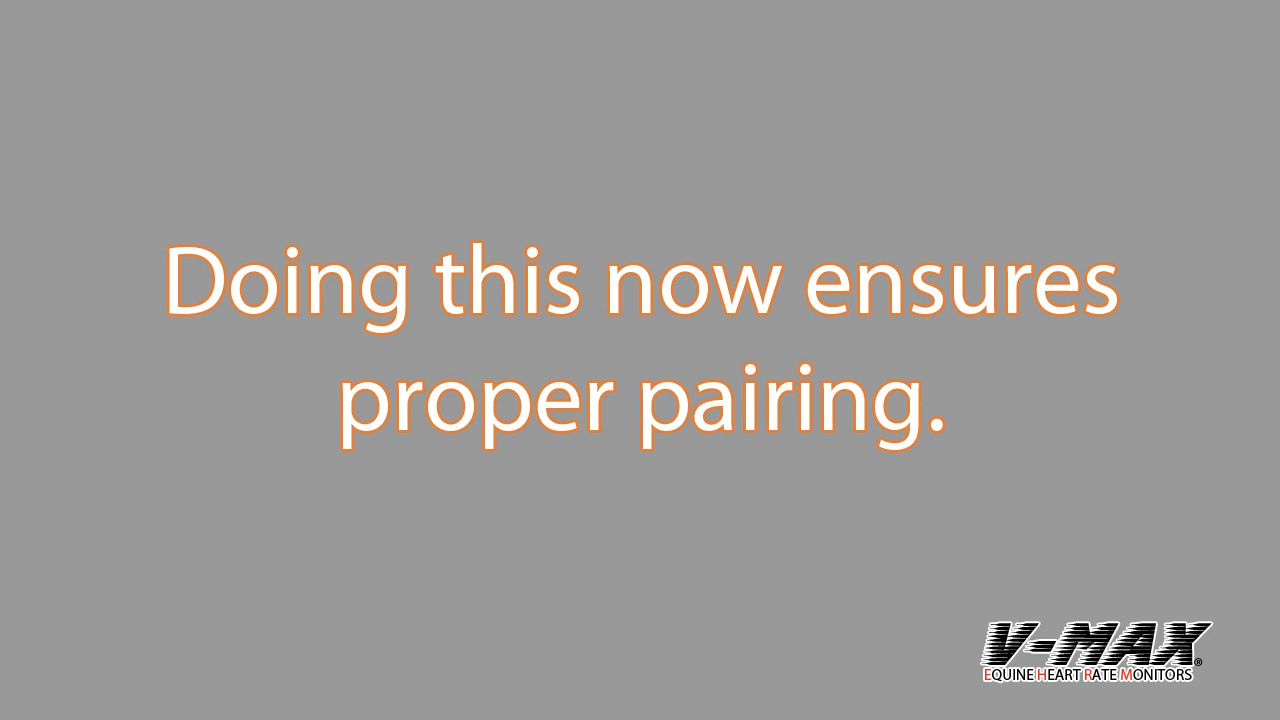 Doing this now ensures
proper pairing.
V-MAX®
EQUINE HEART RATE MONITORS